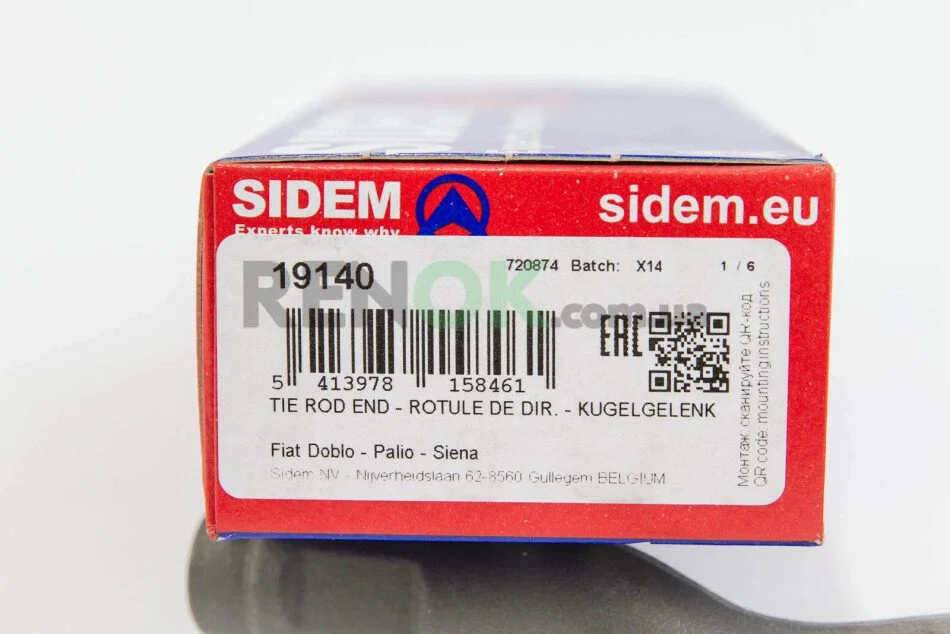 SIDEM
Experts know why
sidem.eu
19140
720874 Batch: X14 1 / 6
RENOK.com.ua
EAC
5 413978 158461
TIE ROD END - ROTULE DE DIR. - KUGELGELENK
Fiat Doblo - Palio - Siena
Sidem NV - Nijverheidslaan 62-8560 Gullegem BELGIUM
Монтаж: сканируйте QR-код
QR code: mounting instructions